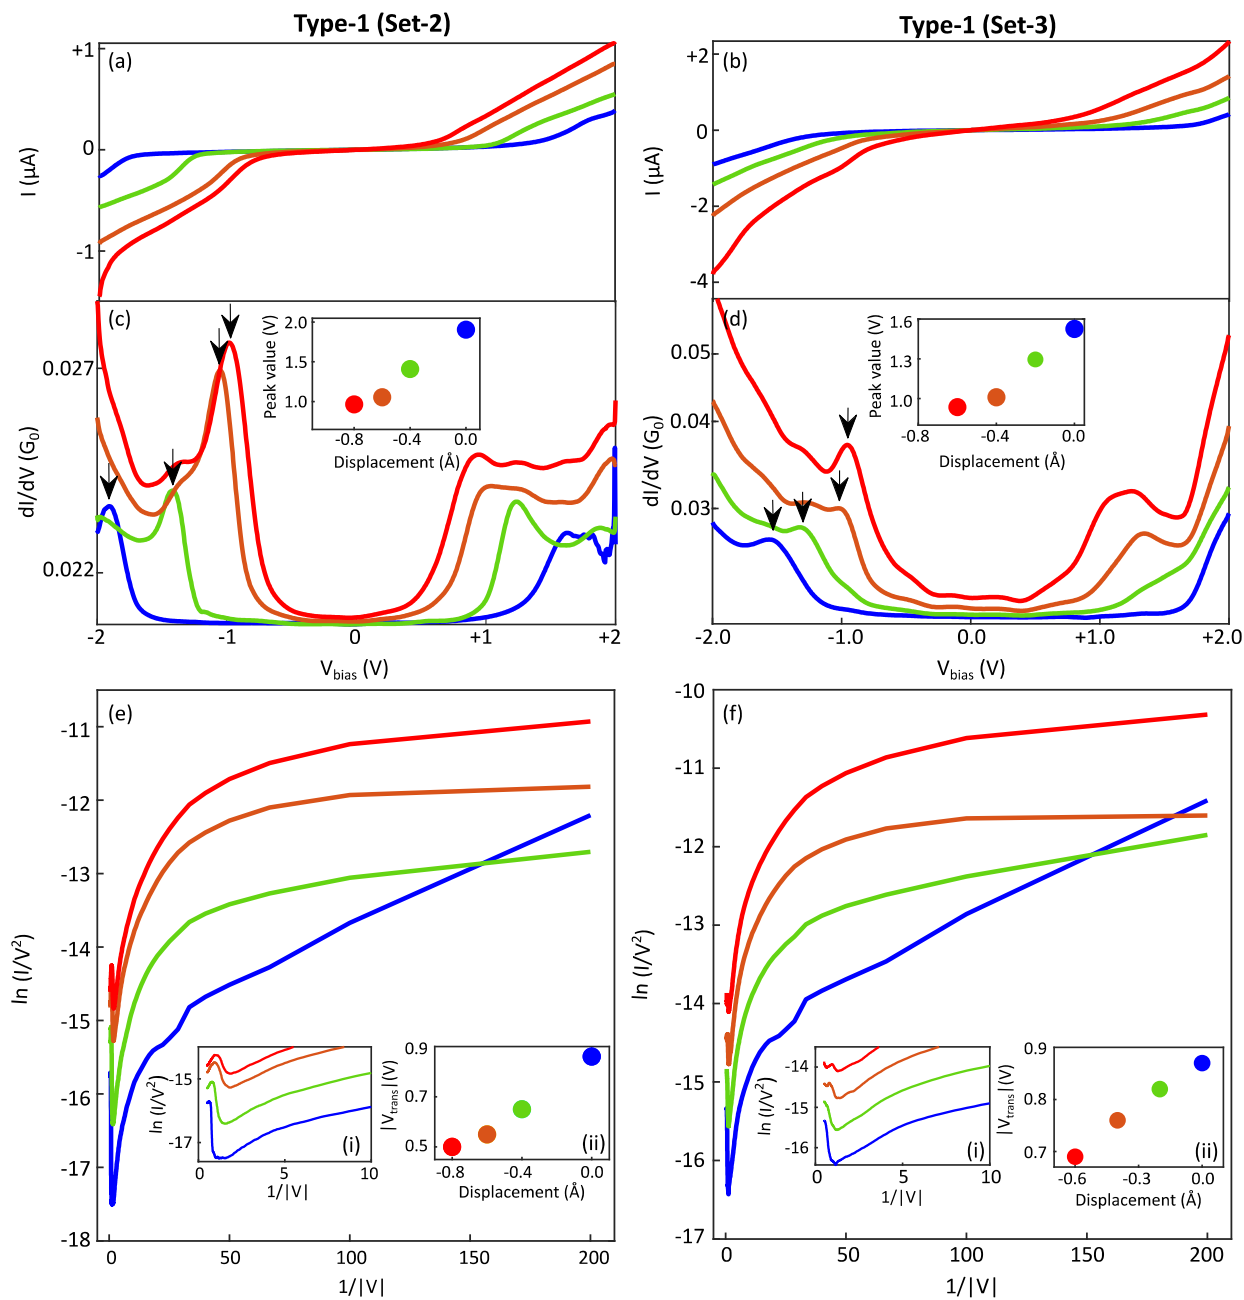 Type-1 (Set-2)
Type-1 (Set-3)
(a)
+1
0
-1
I (µA)
(b)
+2
0
-2
-4
I (µA)
(c)
0.027
0.022
dI/dV (G0)
-2
-1
0
+1
+2
Vbias (V)
Peak value (V)
2.0
1.5
1.0
-0.8
-0.4
0.0
Displacement (Å)
(d)
0.05
0.04
0.03
dI/dV (G0)
-2.0
-1.0
0.0
+1.0
+2.0
Vbias (V)
Peak value (V)
1.6
1.3
1.0
-0.8
-0.4
0.0
Displacement (Å)
(e)
-11
-12
-13
-14
-15
-16
-17
-18
ln (I/V2)
0
50
100
150
200
1/|V|
ln (I/V2)
-15
-17
(i)
0
5
10
1/|V|
|Vtrans| (V)
0.9
0.7
0.5
(ii)
-0.8
-0.4
0.0
Displacement (Å)
(f)
-10
-11
-12
-13
-14
-15
-16
-17
ln (I/V2)
0
50
100
150
200
1/|V|
ln (I/V2)
-14
-15
-16
(i)
0
5
10
1/|V|
|Vtrans| (V)
0.9
0.8
0.7
(ii)
-0.6
-0.3
0.0
Displacement (Å)